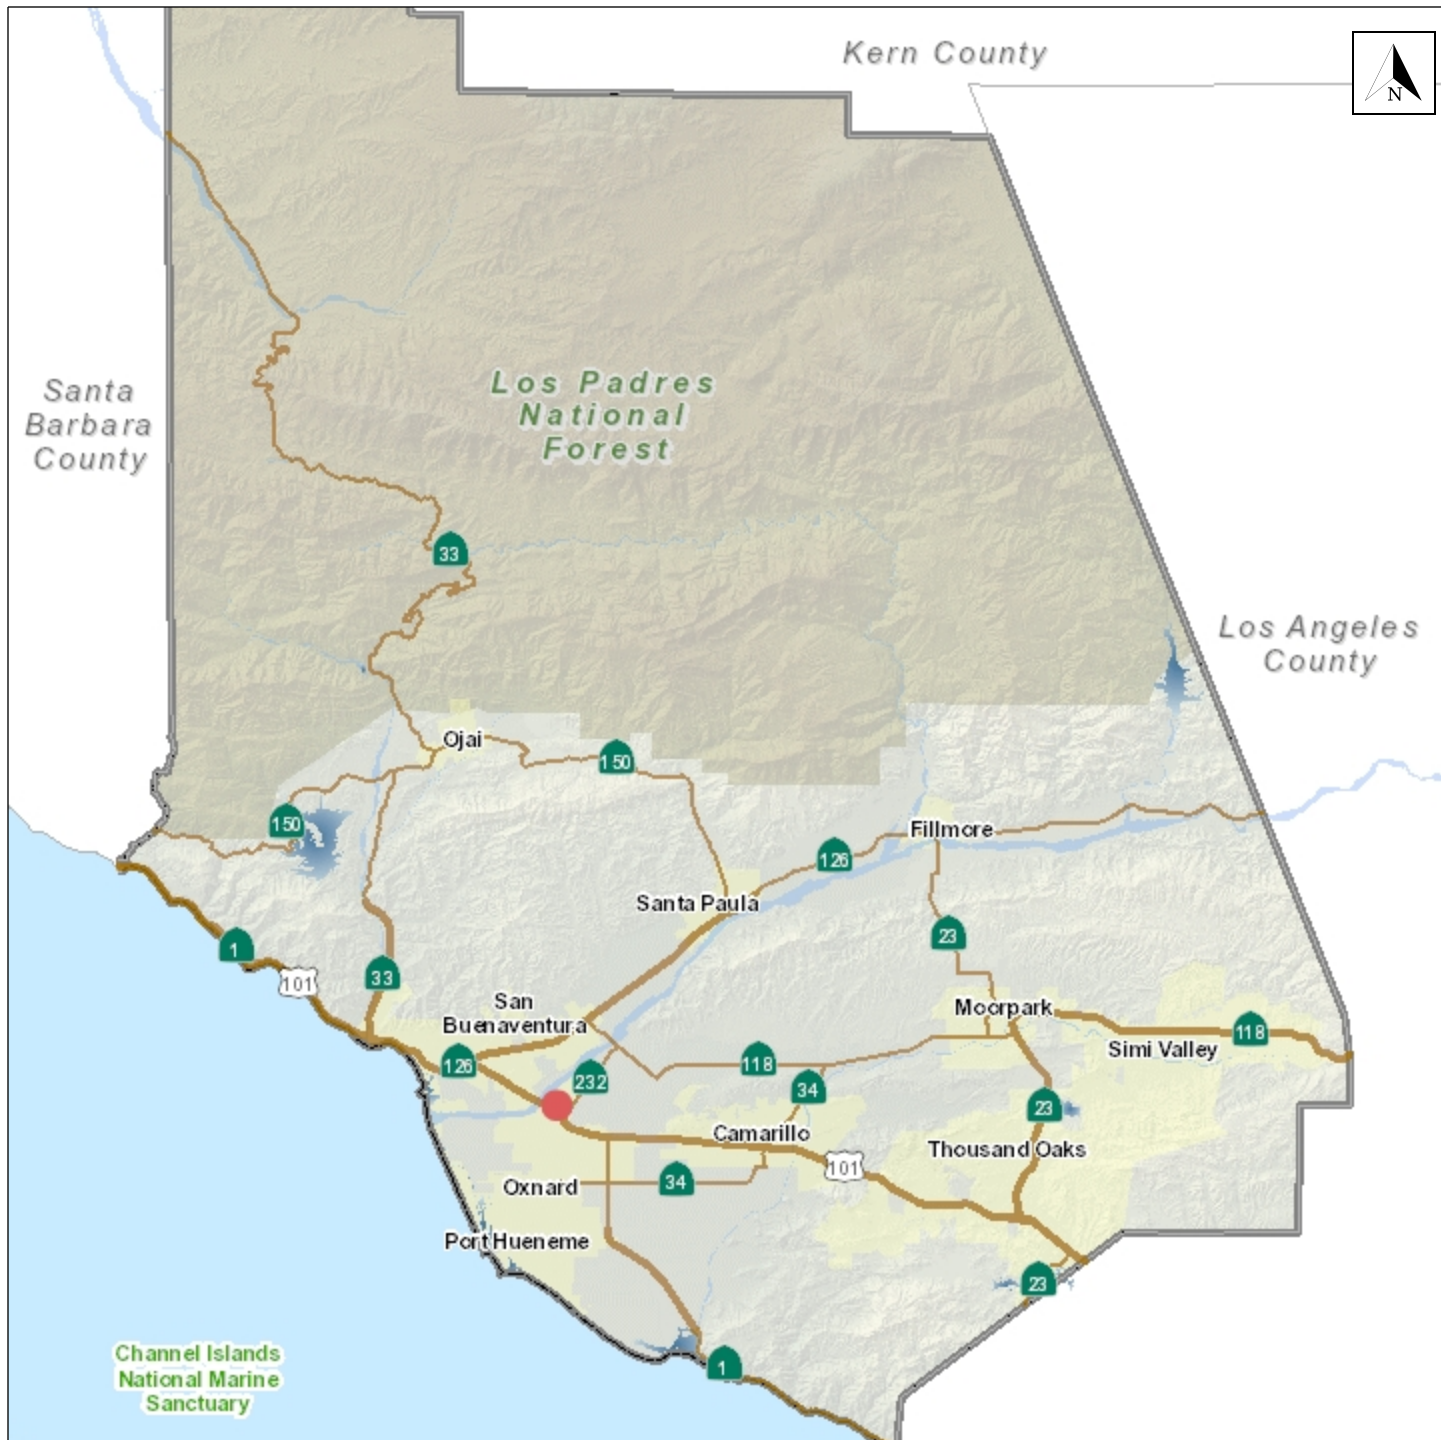 Kern County
N
Santa
Barbara
County
Los Padres
National
Forest
33
Los Angeles
County
Ojai
150
150
Fillmore
126
Santa Paula
23
1
101
33
San
Buenaventura
Moorpark
118
Simi Valley
126
118
232
34
23
Camarillo
Thousand Oaks
101
Oxnard
34
Port Hueneme
23
Channel Islands
National Marine
Sanctuary
1